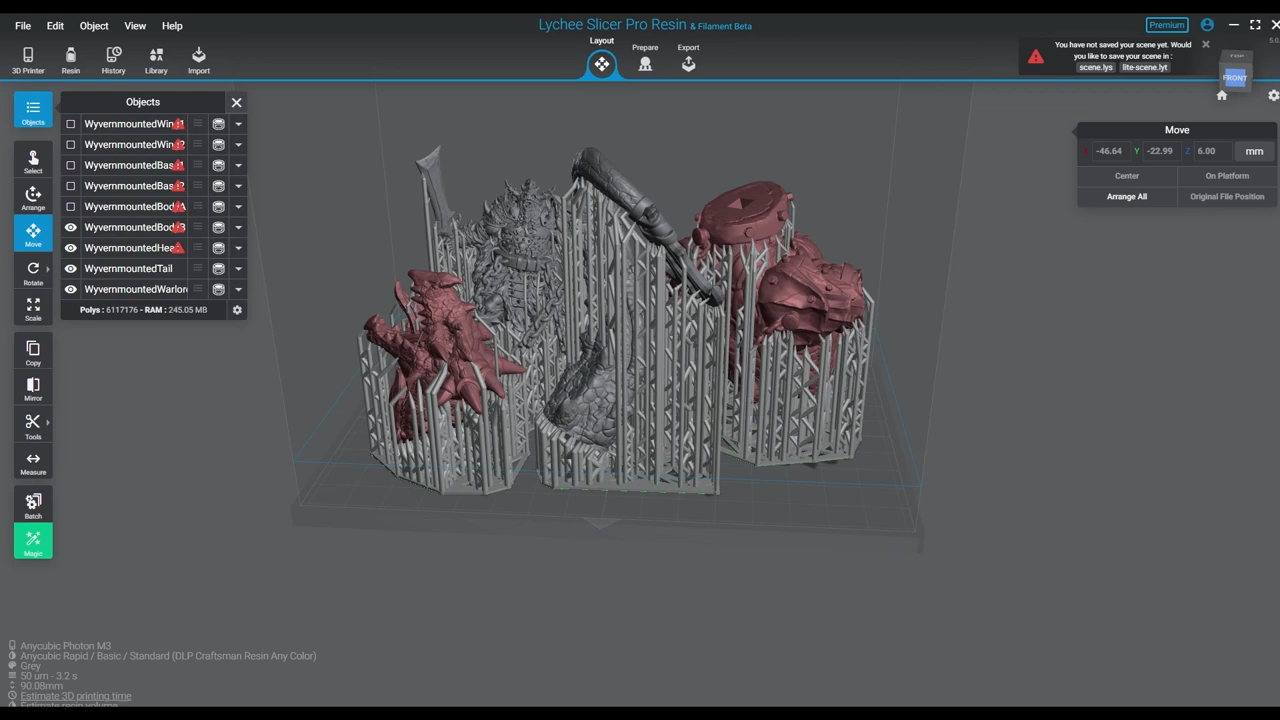 File Edit Object View Help
Lychee Slicer Pro Resin & Filament Beta
Premium
3D Printer Resin History Library Import
Layout Prepare Export
You have not saved your scene yet. Would
you like to save your scene in :
scene.lys lite-scene.lyt
TOP
FRONT
Objects
Select
Arrange
Move
Rotate
Scale
Copy
Mirror
Tools
Measure
Batch
Magic
Objects
WyvernmountedWin
WyvernmountedWin
WyvernmountedBas
WyvernmountedBas
WyvernmountedBod
WyvernmountedBod
WyvernmountedHea
WyvernmountedTail
WyvernmountedWarlor
Polys : 6117176 - RAM : 245.05 MB
Move
X -46.64 Y -22.99 Z 6.00 mm
Center On Platform
Arrange All Original File Position
Anycubic Photon M3
Anycubic Rapid / Basic / Standard (DLP Craftsman Resin Any Color)
Grey
50 um - 3.2 s
90.08mm
Estimate 3D printing time
Estimate resin volume